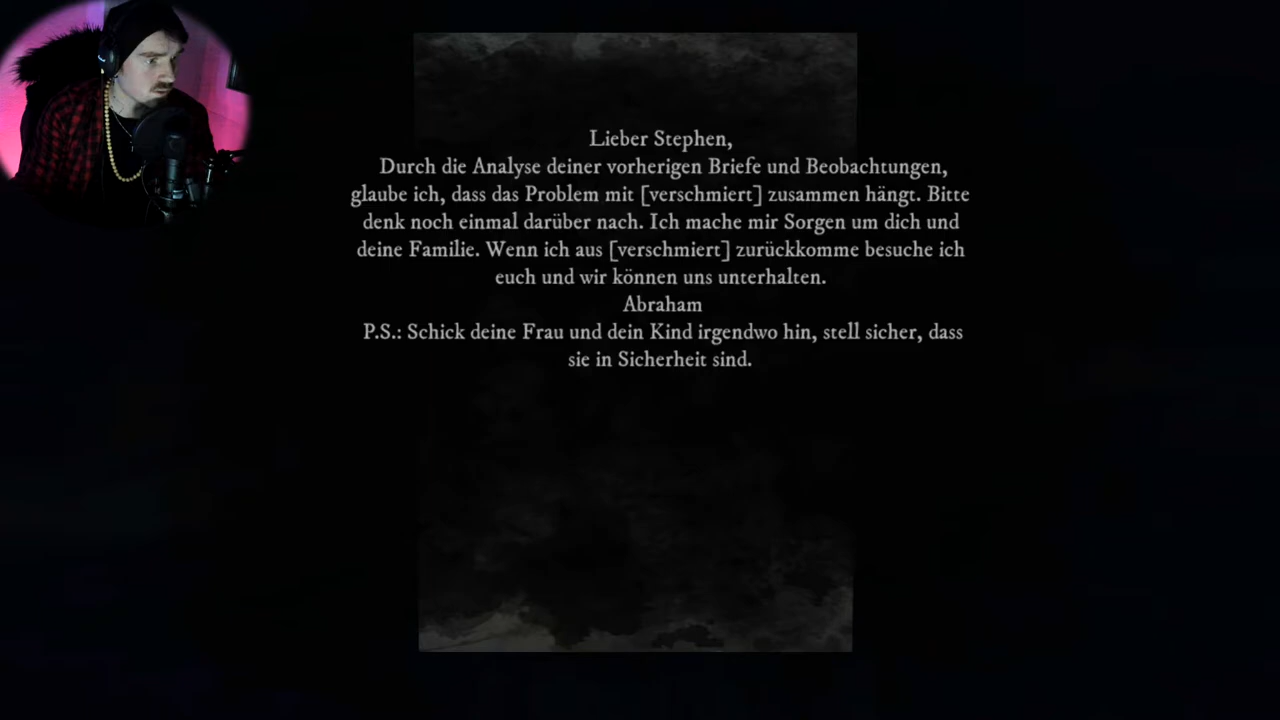 Lieber Stephen,
Durch die Analyse deiner vorherigen Briefe und Beobachtungen,
glaube ich, dass das Problem mit [verschmiert] zusammen hängt. Bitte
denk noch einmal darüber nach. Ich mache mir Sorgen um dich und
deine Familie. Wenn ich aus [verschmiert] zurückkomme besuche ich
euch und wir können uns unterhalten.
Abraham
P.S.: Schick deine Frau und dein Kind irgendwo hin, stell sicher, dass
sie in Sicherheit sind.